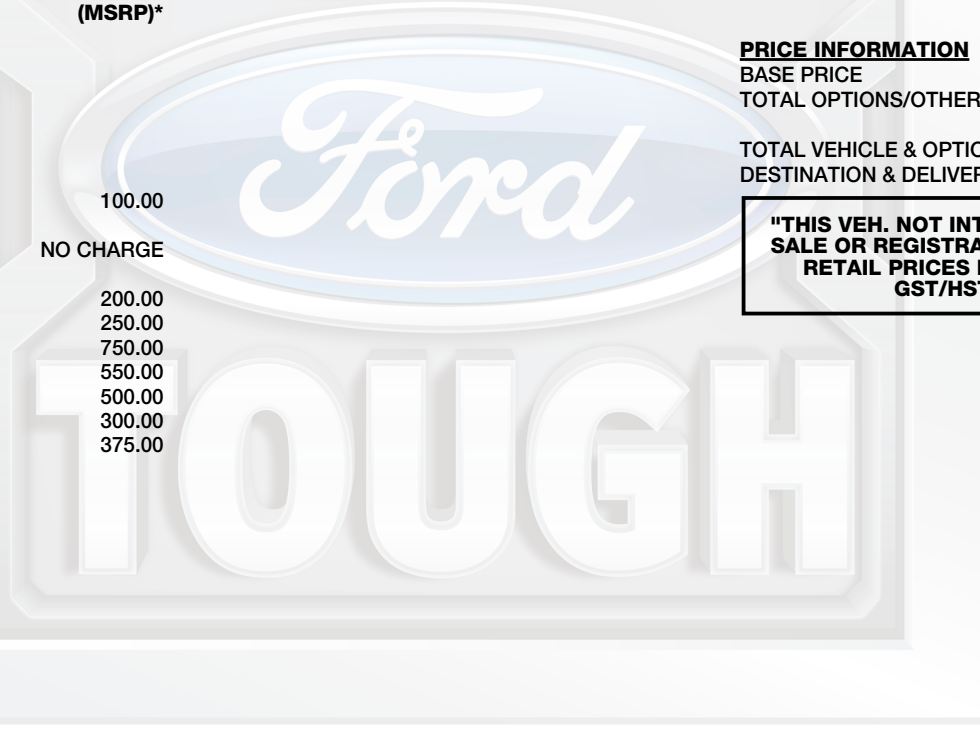 (MSRP)*
100.00
NO CHARGE
200.00
250.00
750.00
550.00
500.00
300.00
375.00
PRICE INFORMATION
BASE PRICE
TOTAL OPTIONS/OTHER
TOTAL VEHICLE & OPTIO
DESTINATION & DELIVER
"THIS VEH. NOT INT
SALE OR REGISTRA
RETAIL PRICES
GST/HST
Ford
TOUGH